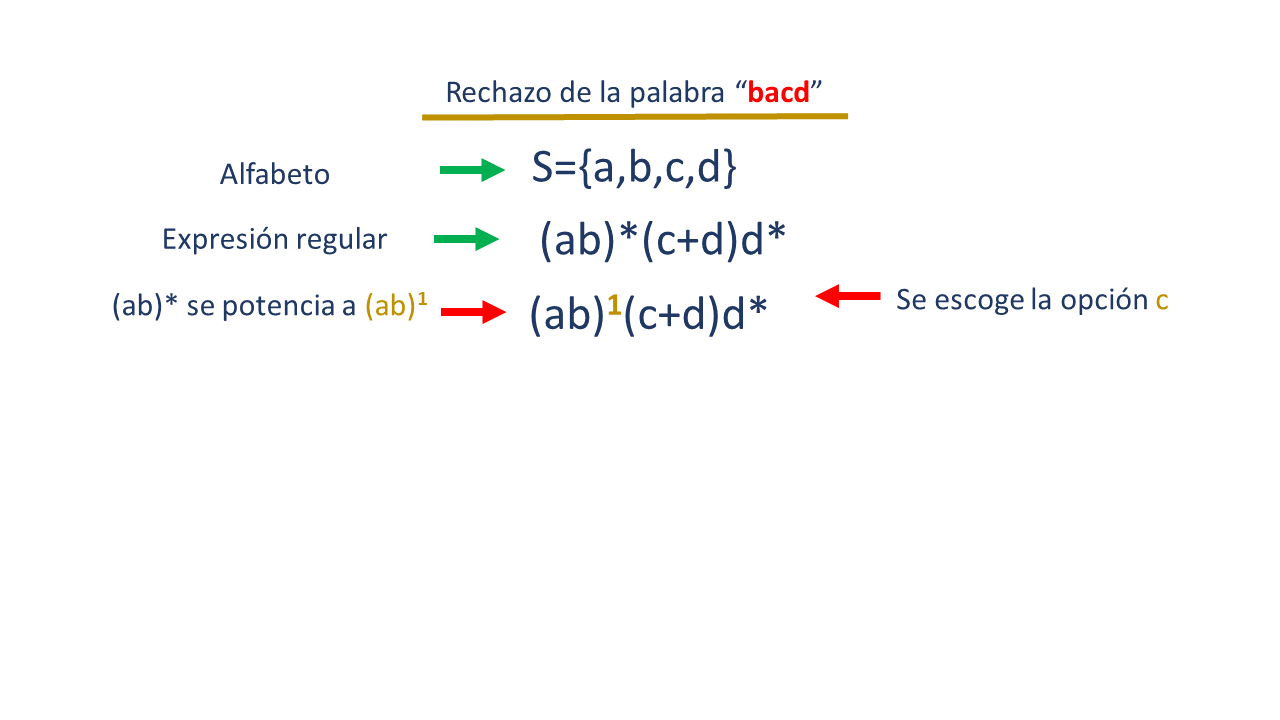 Rechazo de la palabra “bacd”
Alfabeto
S={a,b,c,d}
Expresión regular
(ab)*(c+d)d*
(ab)* se potencia a (ab)¹
(ab)¹(c+d)d*
Se escoge la opción c